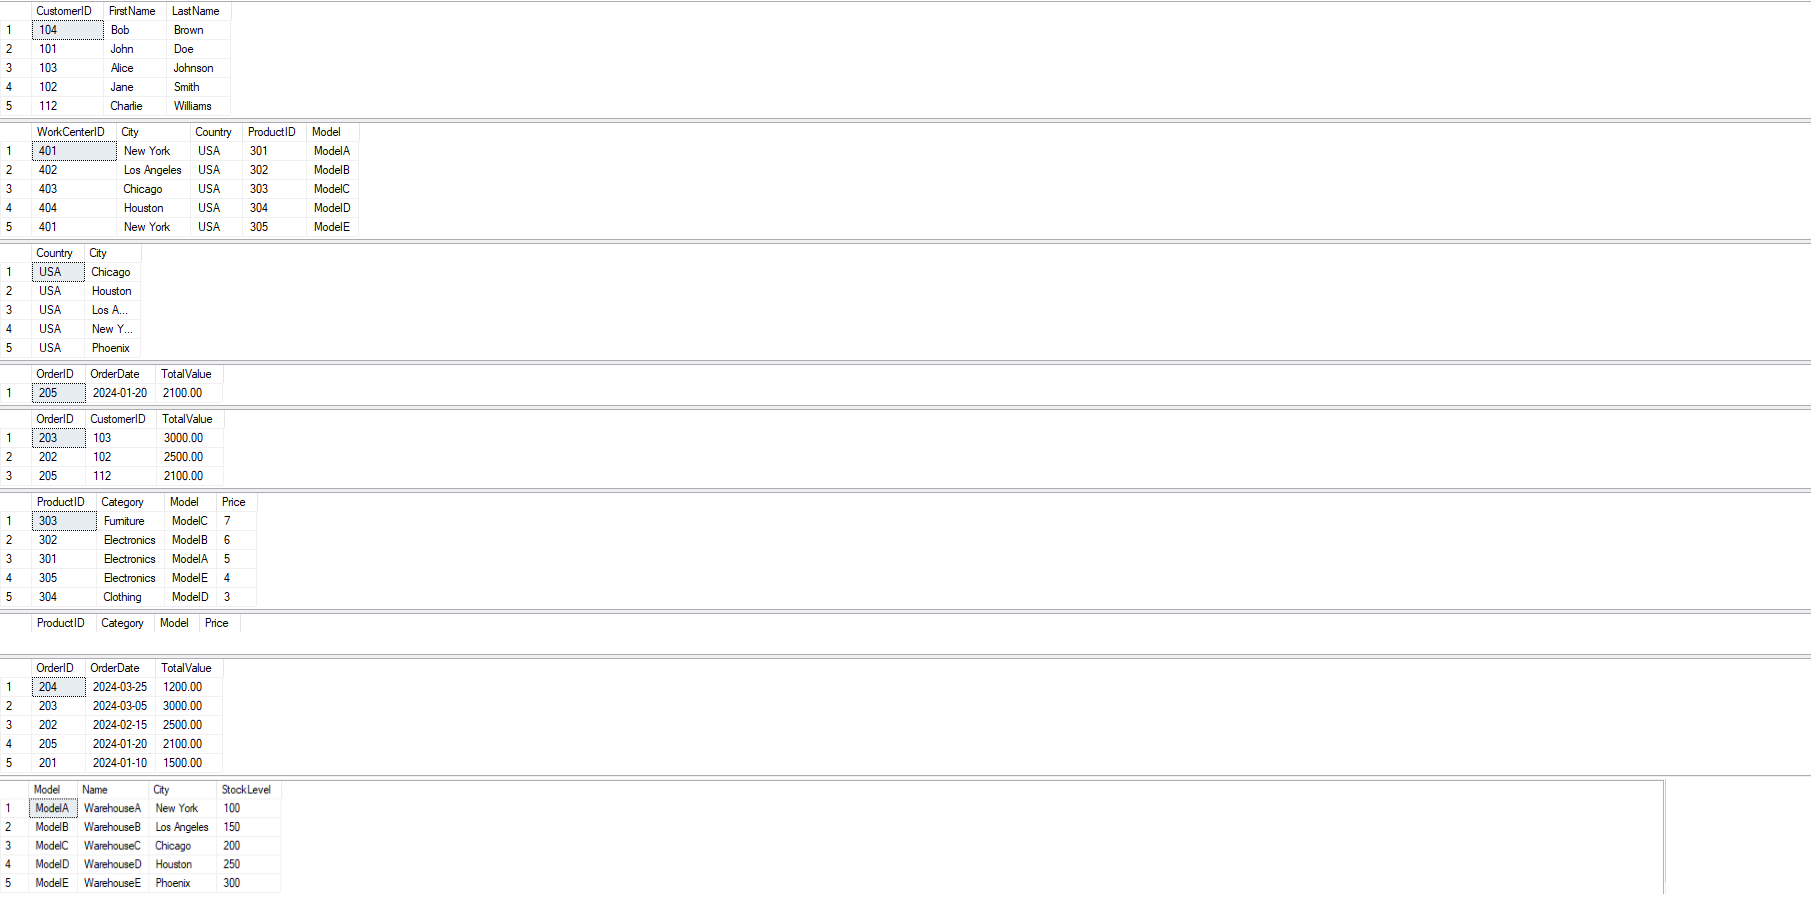 CustomerID FirstName LastName
1 104 Bob Brown
2 101 John Doe
3 103 Alice Johnson
4 102 Jane Smith
5 112 Charlie Williams
WorkCenterID City Country ProductID Model
1 401 New York USA 301 ModelA
2 402 Los Angeles USA 302 ModelB
3 403 Chicago USA 303 ModelC
4 404 Houston USA 304 ModelD
5 401 New York USA 305 ModelE
Country City
1 USA Chicago
2 USA Houston
3 USA Los A...
4 USA New Y...
5 USA Phoenix
OrderID OrderDate TotalValue
1 205 2024-01-20 2100.00
OrderID CustomerID TotalValue
1 203 103 3000.00
2 202 102 2500.00
3 205 112 2100.00
ProductID Category Model Price
1 303 Furniture ModelC 7
2 302 Electronics ModelB 6
3 301 Electronics ModelA 5
4 305 Electronics ModelE 4
5 304 Clothing ModelD 3
ProductID Category Model Price
OrderID OrderDate TotalValue
1 204 2024-03-25 1200.00
2 203 2024-03-05 3000.00
3 202 2024-02-15 2500.00
4 205 2024-01-20 2100.00
5 201 2024-01-10 1500.00
Model Name City StockLevel
1 ModelA WarehouseA New York 100
2 ModelB WarehouseB Los Angeles 150
3 ModelC WarehouseC Chicago 200
4 ModelD WarehouseD Houston 250
5 ModelE WarehouseE Phoenix 300